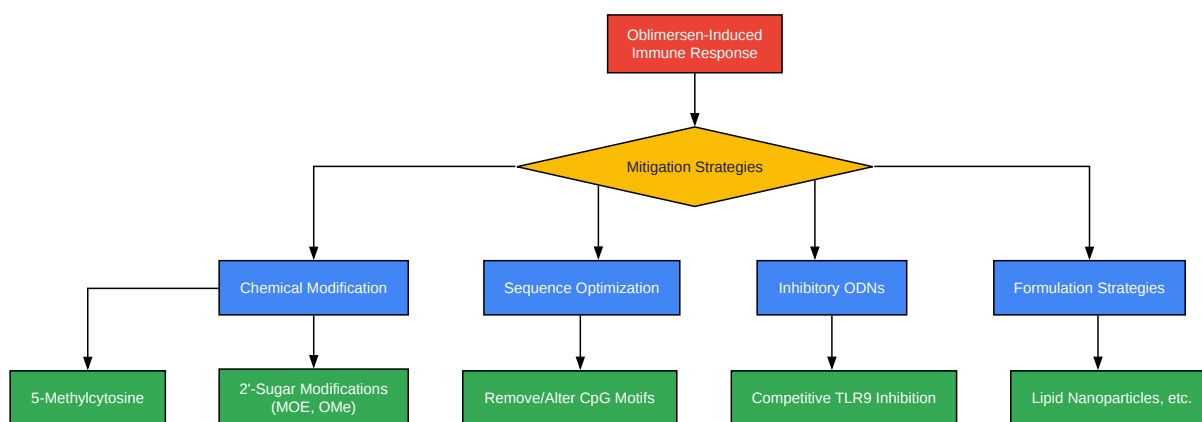 Oblimersen-Induced
Immune Response
Mitigation Strategies
Chemical Modification
Sequence Optimization
Inhibitory ODNs
Formulation Strategies
5-Methylcytosine
2'-Sugar Modifications
(MOE, OMe)
Remove/Alter CpG Motifs
Competitive TLR9 Inhibition
Lipid Nanoparticles, etc.